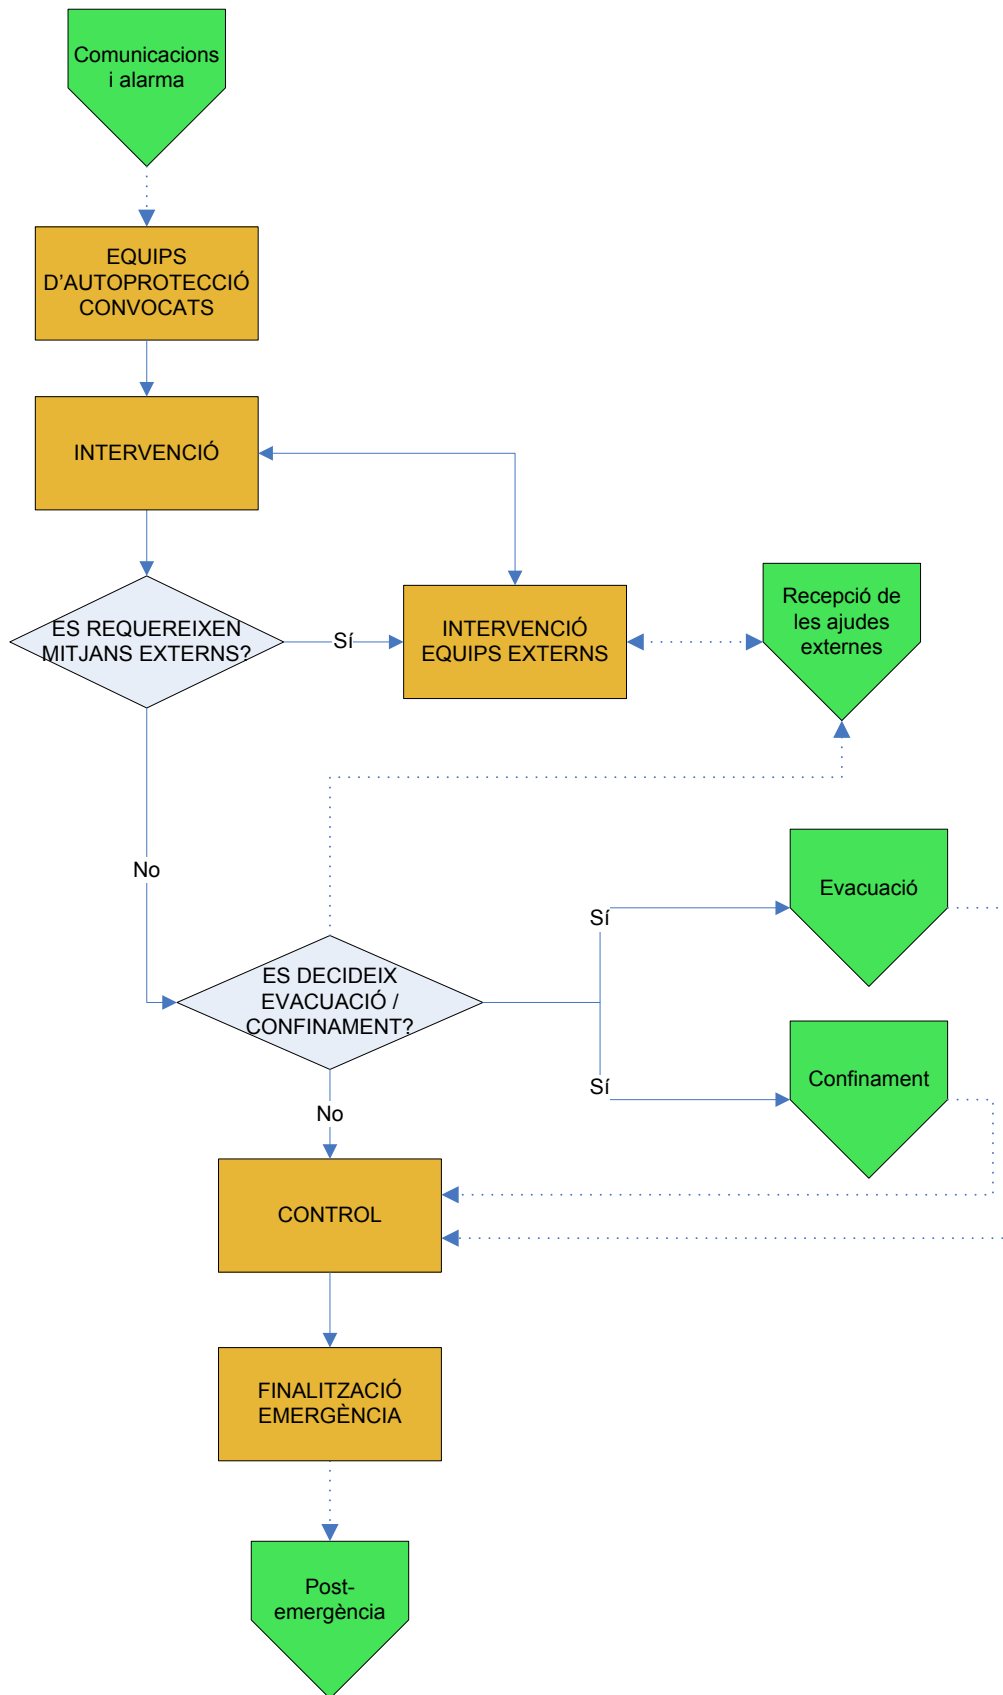 Comunicacions
i alarma
EQUIPS
D’AUTOPROTECCIÓ
CONVOCATS
INTERVENCIÓ
ES REQUEREIXEN
MITJANS EXTERNS?
Sí
INTERVENCIÓ
EQUIPS EXTERNS
Recepció de
les ajudes
externes
No
Evacuació
Sí
ES DECIDEIX
EVACUACIÓ /
CONFINAMENT?
Sí
Confinament
No
CONTROL
FINALITZACIÓ
EMERGÈNCIA
Post-
emergència